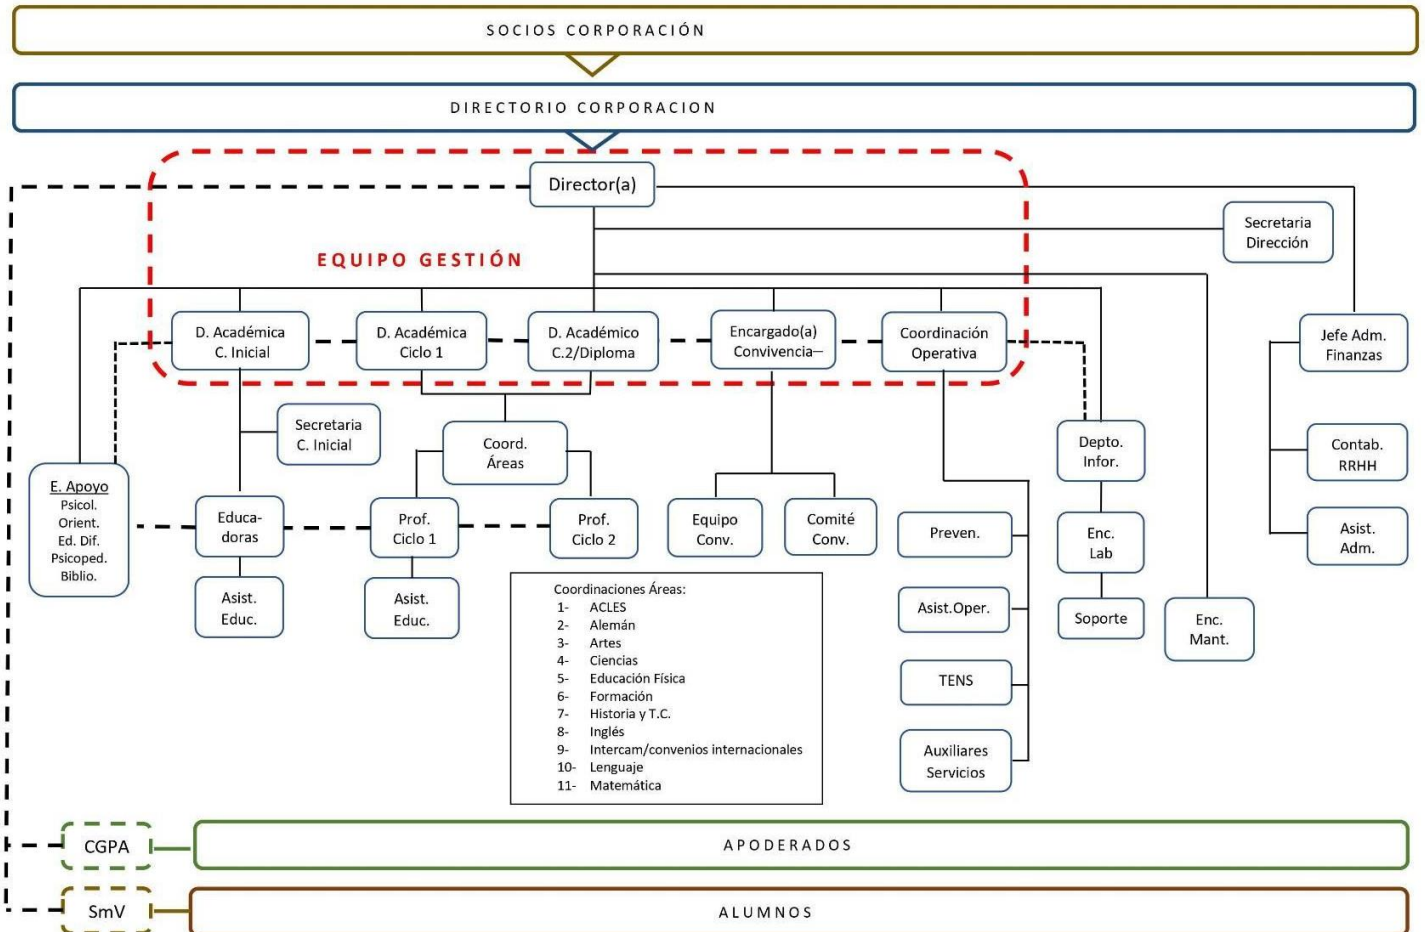 SOCIOS CORPORACIÓN
DIRECTORIO CORPORACION
Director(a)
Secretaria
Dirección
EQUIPO GESTIÓN
D. Académica
C. Inicial
D. Académica
Ciclo 1
D. Académico
C.2/Diploma
Encargado(a)
Convivencia
Coordinación
Operativa
Jefe Adm.
Finanzas
Secretaria
C. Inicial
Coord.
Áreas
Depto.
Infor.
Contab.
RRHH
E. Apoyo
Psicol.
Orient.
Ed. Dif.
Psicoped.
Biblio.
Educa-
doras
Prof.
Ciclo 1
Prof.
Ciclo 2
Equipo
Conv.
Comité
Conv.
Preven.
Enc.
Lab
Asist.
Adm.
Asist.
Educ.
Asist.
Educ.
Asist.Oper.
Soporte
Enc.
Mant.
TENS
Auxiliares
Servicios
Coordinaciones Áreas:
1- ACLES
2- Alemán
3- Artes
4- Ciencias
5- Educación Física
6- Formación
7- Historia y T.C.
8- Inglés
9- Intercam/convenios internacionales
10- Lenguaje
11- Matemática
CGPA
APODERADOS
SmV
ALUMNOS